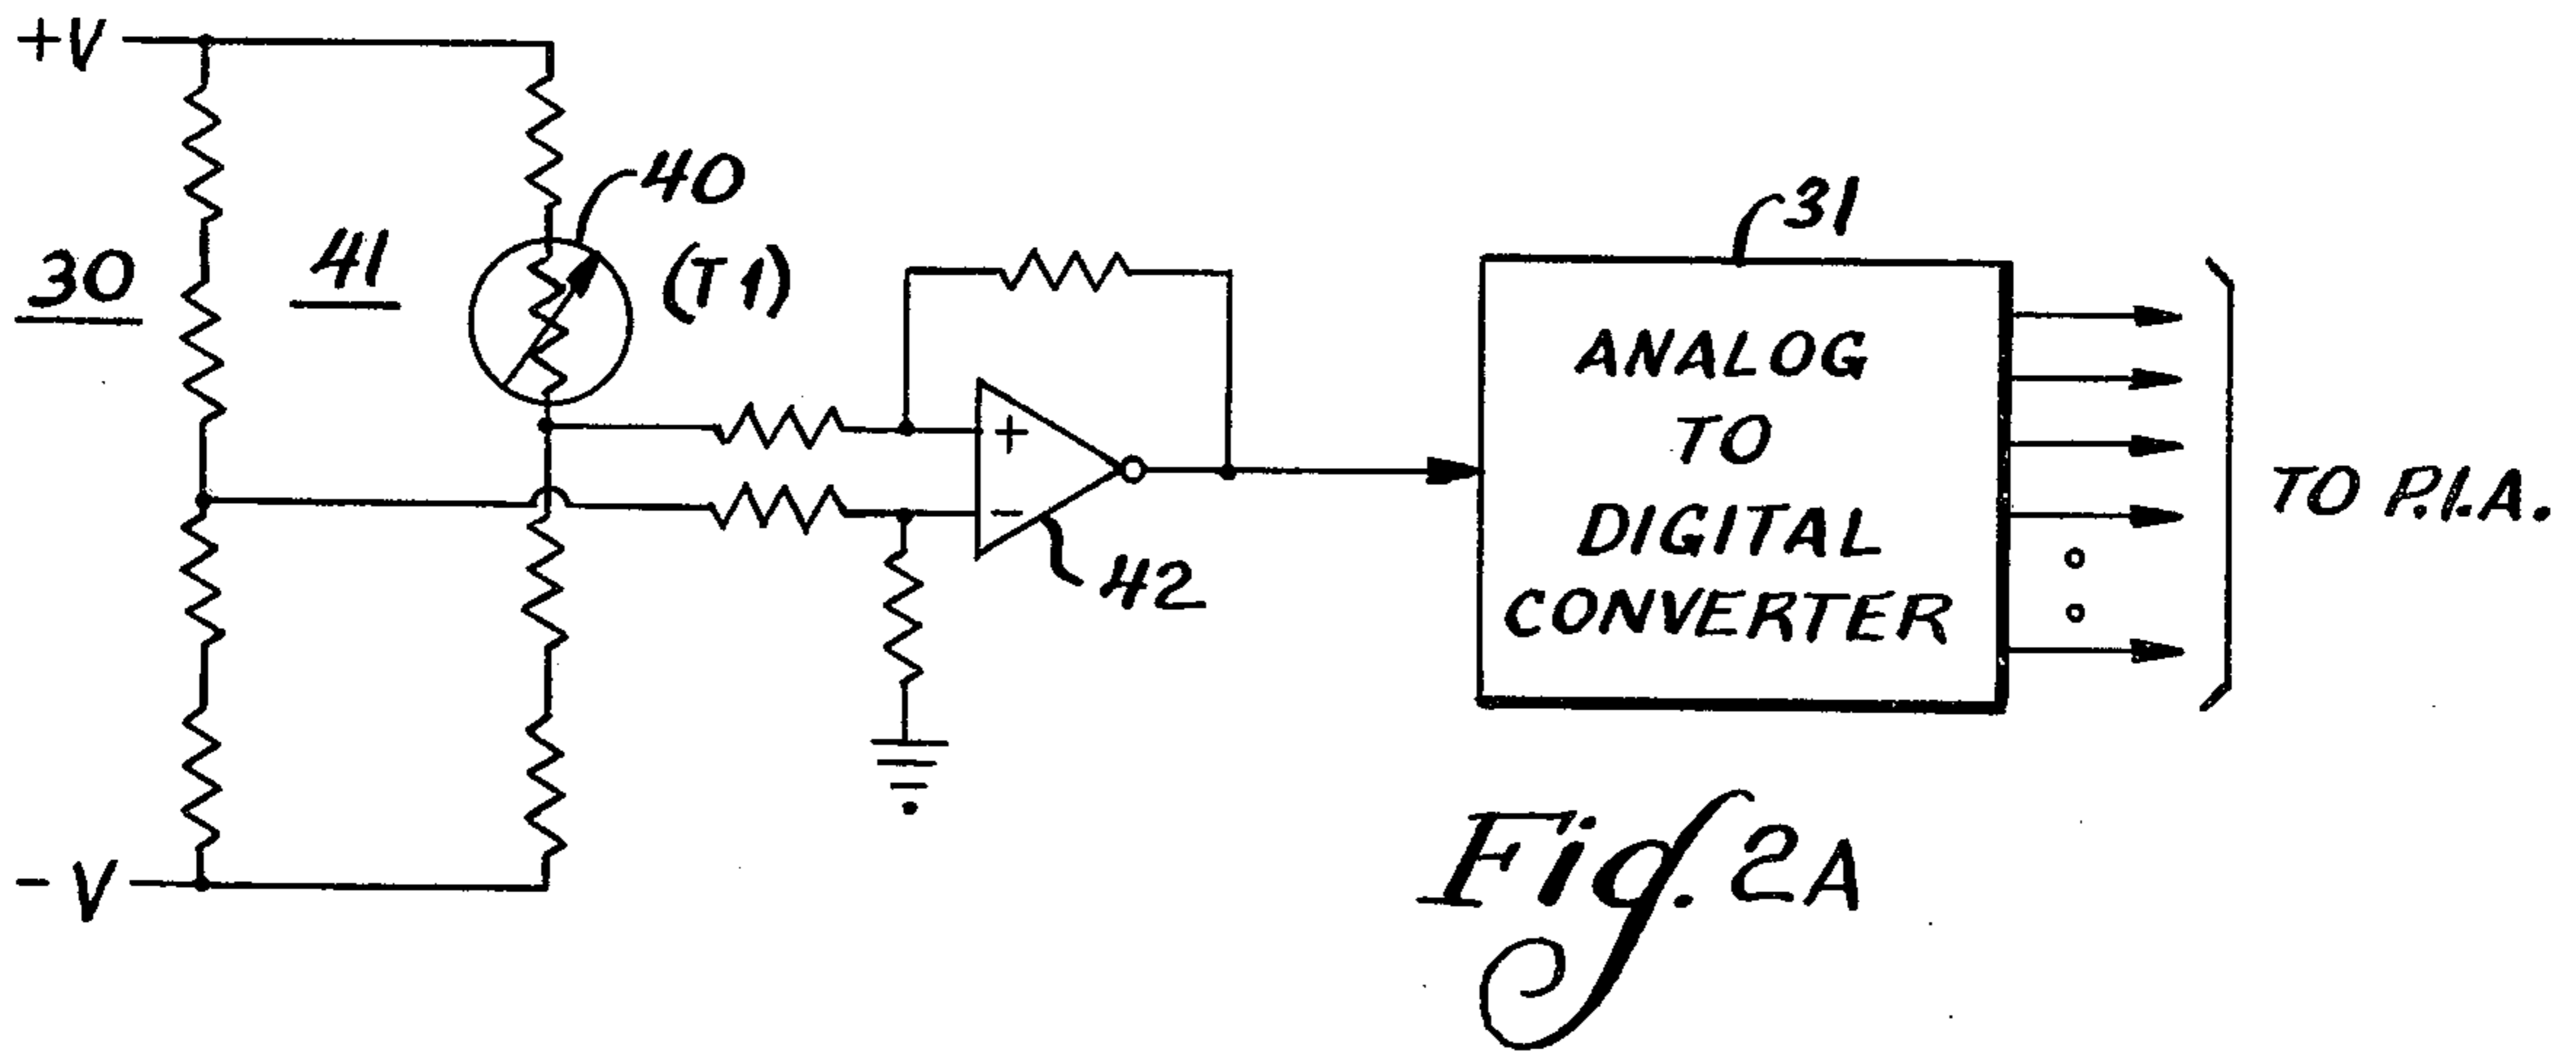 +V
40
(T1)
31
30
41
ANALOG
TO
DIGITAL
CONVERTER
+
−
42
TO P.I.A.
- V
Fig. 2A